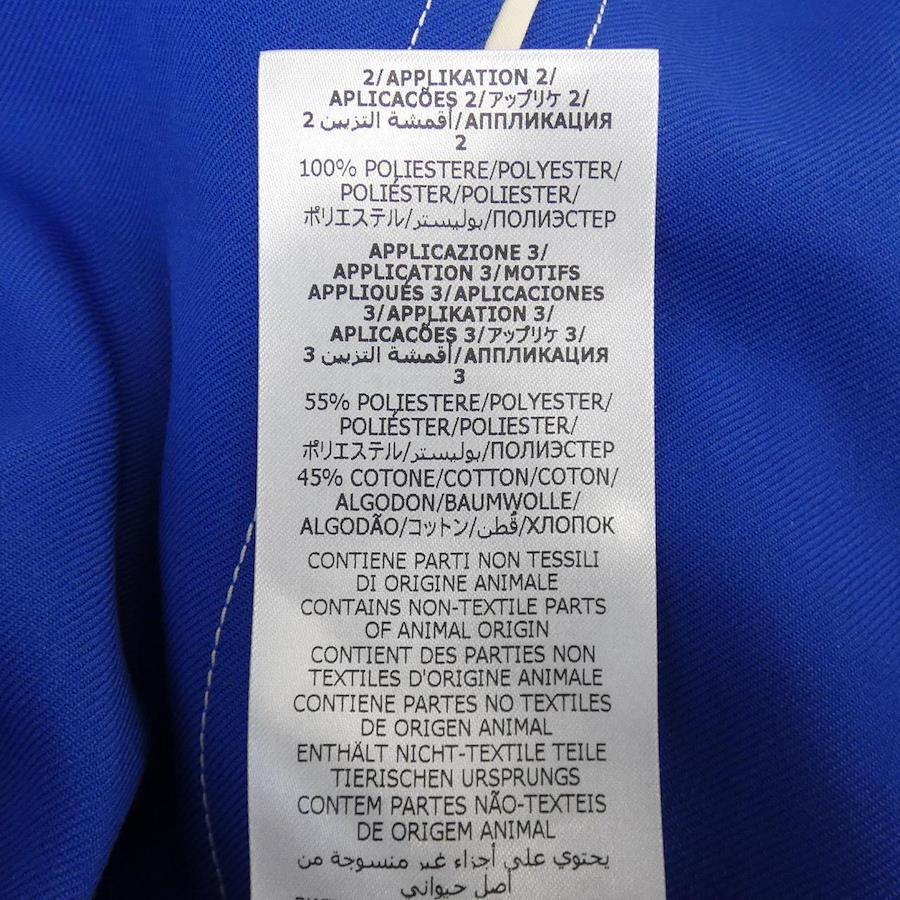 2/APPLIKATION 2/
APLICACÕES 2/アップリケ 2/
أقمشة التزيين 2/АППЛИКАЦИЯ
2
100% POLIESTERE/POLYESTER/
POLIÉSTER/POLIESTER/
ポリエステル/بوليستر/ПОЛИЭСТЕР
APPLICAZIONE 3/
APPLICATION 3/MOTIFS
APPLIQUÉS 3/APLICACIONES
3/APPLIKATION 3/
APLICACÕES 3/アップリケ 3/
أقمشة التزيين 3/АППЛИКАЦИЯ
3
55% POLIESTERE/POLYESTER/
POLIÉSTER/POLIESTER/
ポリエステル/بوليستر/ПОЛИЭСТЕР
45% COTONE/COTTON/COTON/
ALGODON/BAUMWOLLE/
ALGODÃO/コットン/قُطن/ХЛОПОК
CONTIENE PARTI NON TESSILI
DI ORIGINE ANIMALE
CONTAINS NON-TEXTILE PARTS
OF ANIMAL ORIGIN
CONTIENT DES PARTIES NON
TEXTILES D'ORIGINE ANIMALE
CONTIENE PARTES NO TEXTILES
DE ORIGEN ANIMAL
ENTHÄLT NICHT-TEXTILE TEILE
TIERISCHEN URSPRUNGS
CONTEM PARTES NÃO-TEXTEIS
DE ORIGEM ANIMAL
يحتوي على أجزاء غير منسوجة من
أصل حيواني